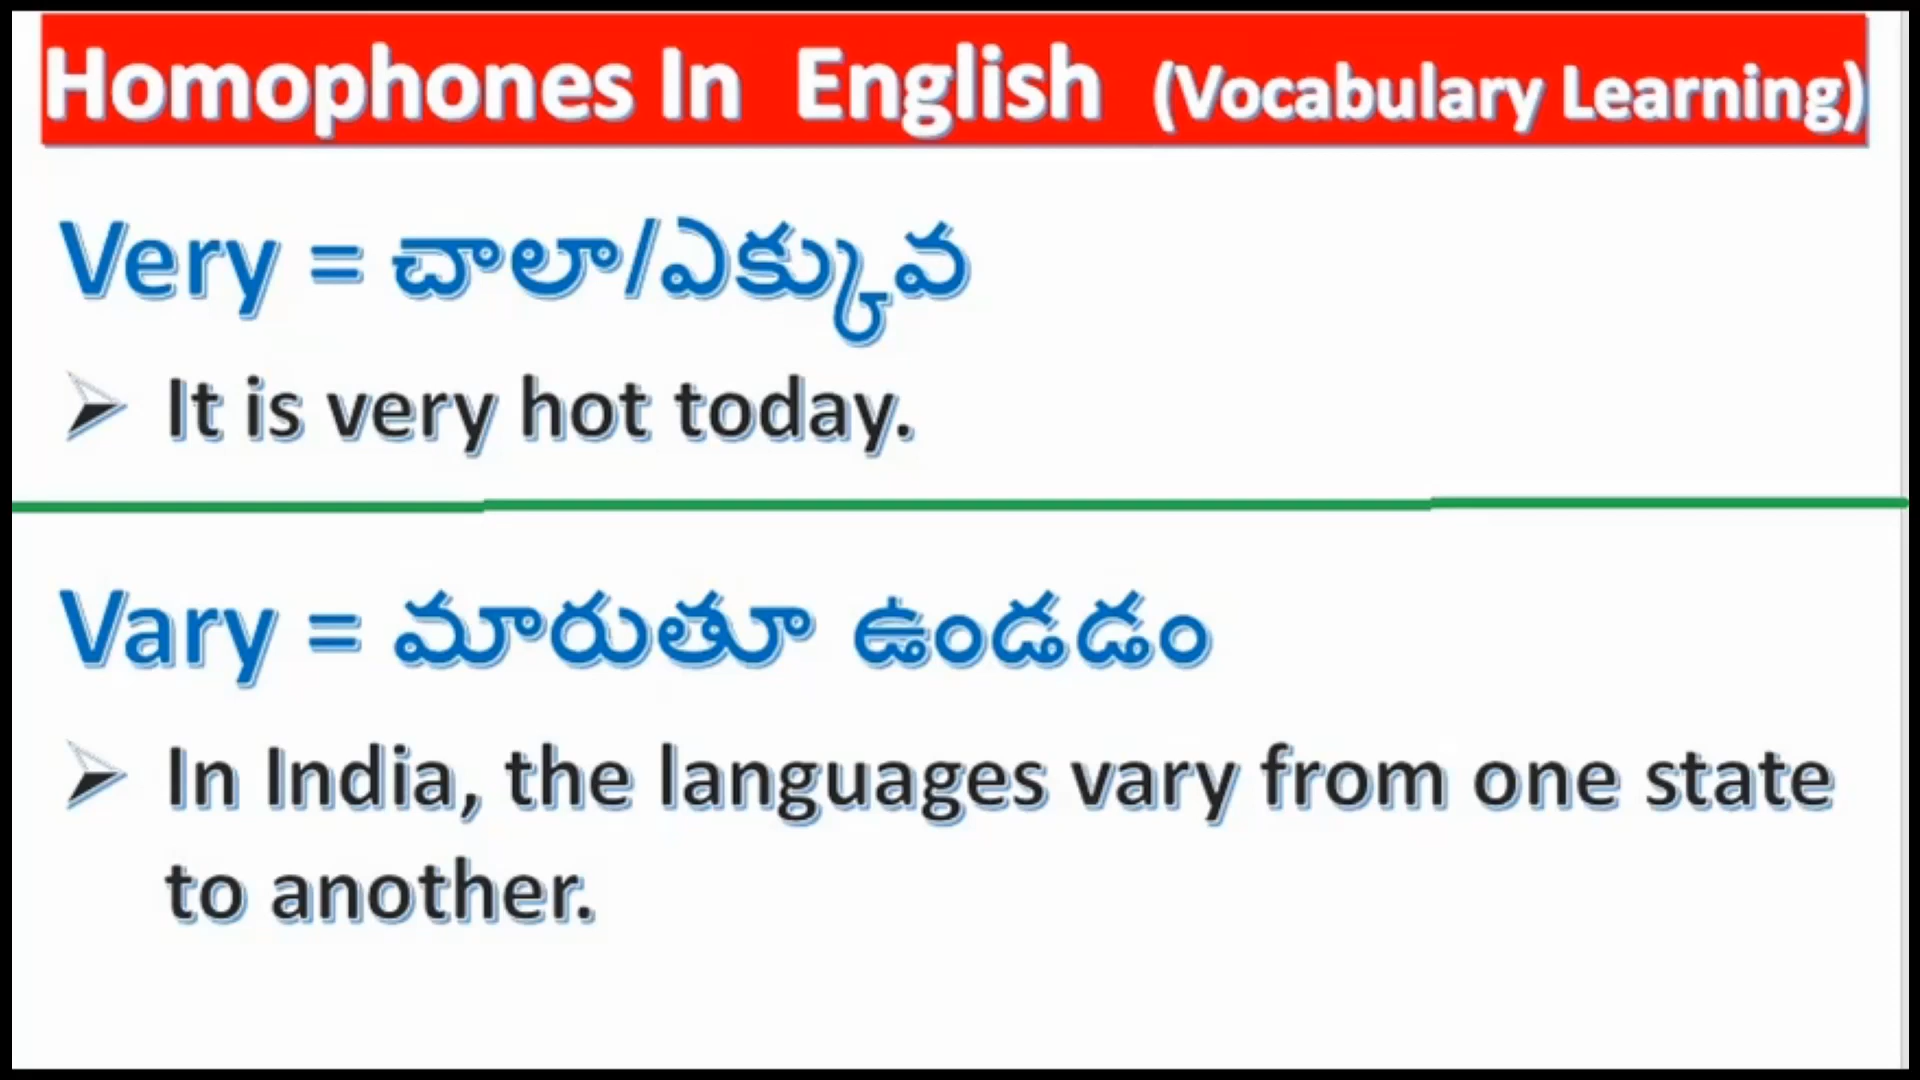 Homophones In English (Vocabulary Learning)
Very = చాలా/ఎక్కువ
It is very hot today.
Vary = మారుతూ ఉండడం
In India, the languages vary from one state
to another.